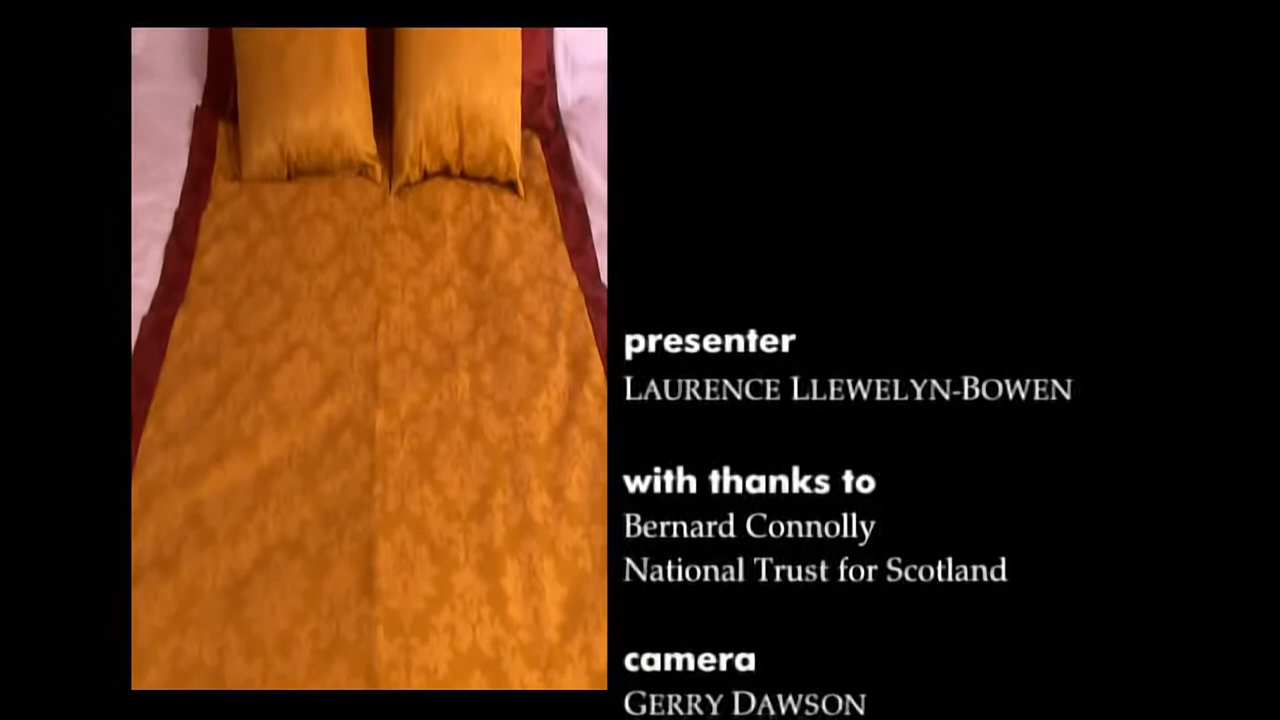 presenter
LAURENCE LLEWELYN-BOWEN
with thanks to
Bernard Connolly
National Trust for Scotland
camera
GERRY DAWSON